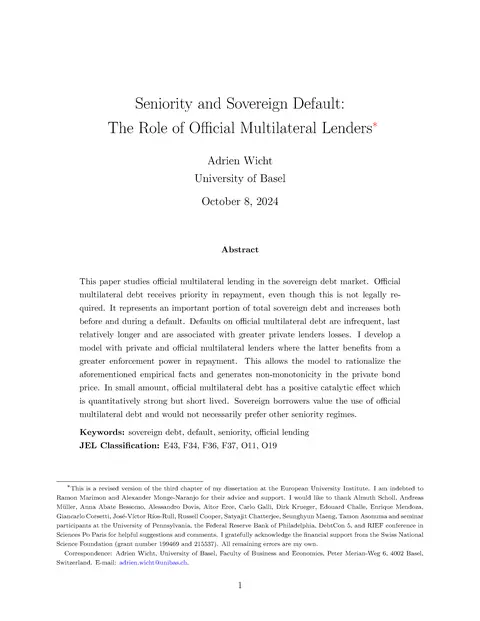 Seniority and Sovereign Default:
The Role of Official Multilateral Lenders*
Adrien Wicht
University of Basel
October 8, 2024
Abstract
This paper studies official multilateral lending in the sovereign debt market. Official
multilateral debt receives priority in repayment, even though this is not legally re-
quired. It represents an important portion of total sovereign debt and increases both
before and during a default. Defaults on official multilateral debt are infrequent, last
relatively longer and are associated with greater private lenders losses. I develop a
model with private and official multilateral lenders where the latter benefits from a
greater enforcement power in repayment. This allows the model to rationalize the
aforementioned empirical facts and generates non-monotonicity in the private bond
price. In small amount, official multilateral debt has a positive catalytic effect which
is quantitatively strong but short lived. Sovereign borrowers value the use of official
multilateral debt and would not necessarily prefer other seniority regimes.
Keywords: sovereign debt, default, seniority, official lending
JEL Classification: E43, F34, F36, F37, O11, O19
*This is a revised version of the third chapter of my dissertation at the European University Institute. I am indebted to
Ramon Marimon and Alexander Monge-Naranjo for their advice and support. I would like to thank Almuth Scholl, Andreas
Müller, Anna Abate Bessomo, Alessandro Dovis, Aitor Erce, Carlo Galli, Dirk Krueger, Edouard Challe, Enrique Mendoza,
Giancarlo Corsetti, José-Víctor Ríos-Rull, Russell Cooper, Satyajit Chatterjee, Seunghyun Maeng, Tamon Asonuma and seminar
participants at the University of Pennsylvania, the Federal Reserve Bank of Philadelphia, DebtCon 5, and RIEF conference in
Sciences Po Paris for helpful suggestions and comments. I gratefully acknowledge the financial support from the Swiss National
Science Foundation (grant number 199469 and 215537). All remaining errors are my own.
Correspondence: Adrien Wicht, University of Basel, Faculty of Business and Economics, Peter Merian-Weg 6, 4002 Basel,
Switzerland. E-mail: adrien.wicht@unibas.ch.
1